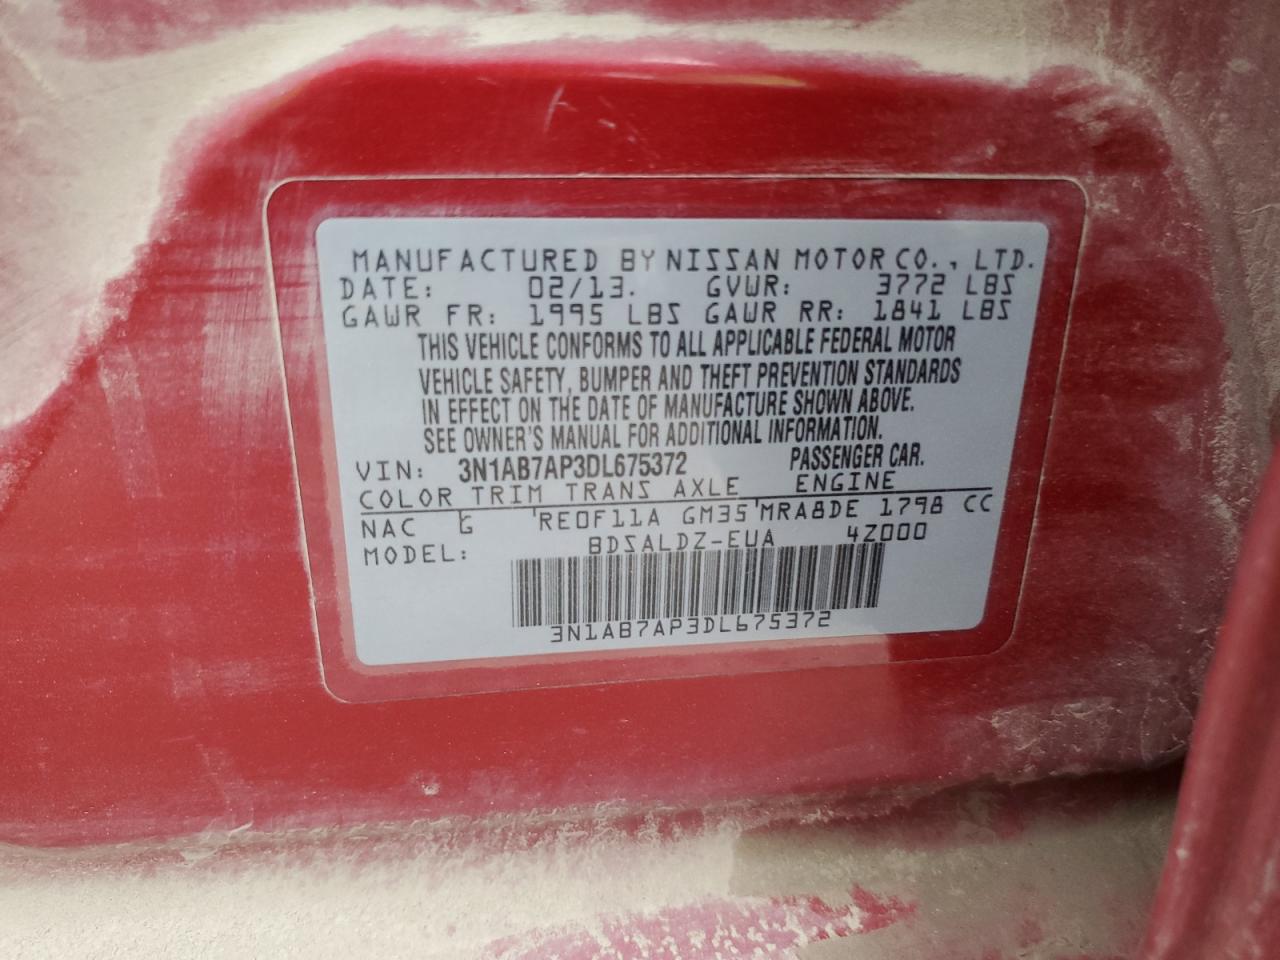 MANUFACTURED BY NISSAN MOTOR CO., LTD.
DATE: 02/13. GVWR: 3772 LBS
GAWR FR: 1995 LBS GAWR RR: 1841 LBS
THIS VEHICLE CONFORMS TO ALL APPLICABLE FEDERAL MOTOR
VEHICLE SAFETY, BUMPER AND THEFT PREVENTION STANDARDS
IN EFFECT ON THE DATE OF MANUFACTURE SHOWN ABOVE.
SEE OWNER'S MANUAL FOR ADDITIONAL INFORMATION.
VIN: 3N1AB7AP3DL675372 PASSENGER CAR.
COLOR TRIM TRANS AXLE ENGINE
NAC G 'RE0F11A GM35'MRA8DE 1798 CC
MODEL: BDSALDZ-EUA 4Z000
3N1AB7AP3DL675372